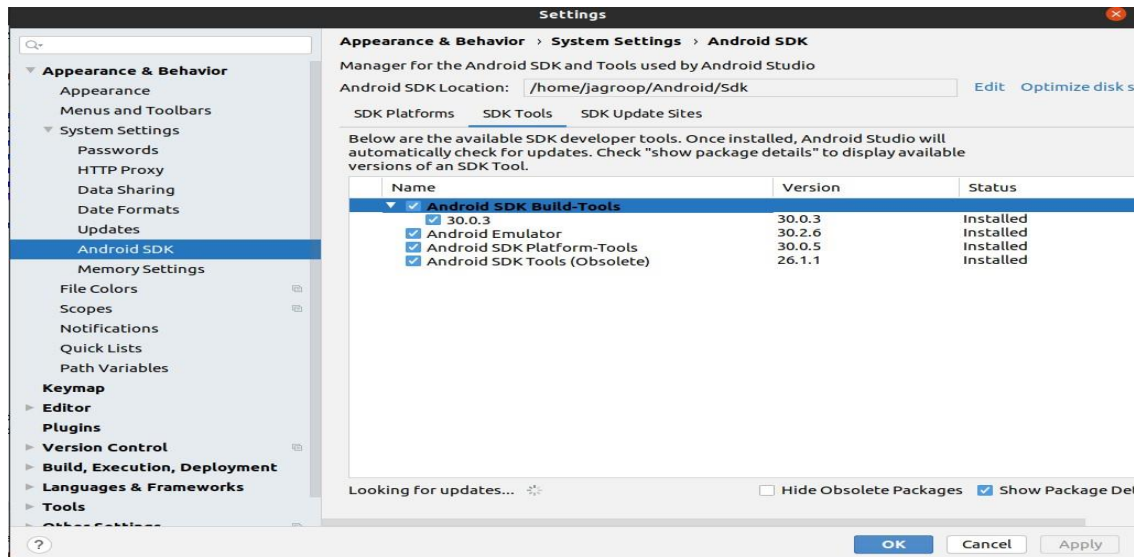 Settings
Appearance & Behavior
Appearance
Menus and Toolbars
System Settings
Passwords
HTTP Proxy
Data Sharing
Date Formats
Updates
Android SDK
Memory Settings
File Colors
Scopes
Notifications
Quick Lists
Path Variables
Keymap
Editor
Plugins
Version Control
Build, Execution, Deployment
Languages & Frameworks
Tools
Other Settings
?
Appearance & Behavior › System Settings › Android SDK
Manager for the Android SDK and Tools used by Android Studio
Android SDK Location: /home/jagroop/Android/Sdk Edit Optimize disk s
SDK Platforms SDK Tools SDK Update Sites
Below are the available SDK developer tools. Once installed, Android Studio will
automatically check for updates. Check "show package details" to display available
versions of an SDK Tool.
Name Version Status
Android SDK Build-Tools
30.0.3 30.0.3 Installed
Android Emulator 30.2.6 Installed
Android SDK Platform-Tools 30.0.5 Installed
Android SDK Tools (Obsolete) 26.1.1 Installed
Looking for updates... Hide Obsolete Packages Show Package Det
OK Cancel Apply